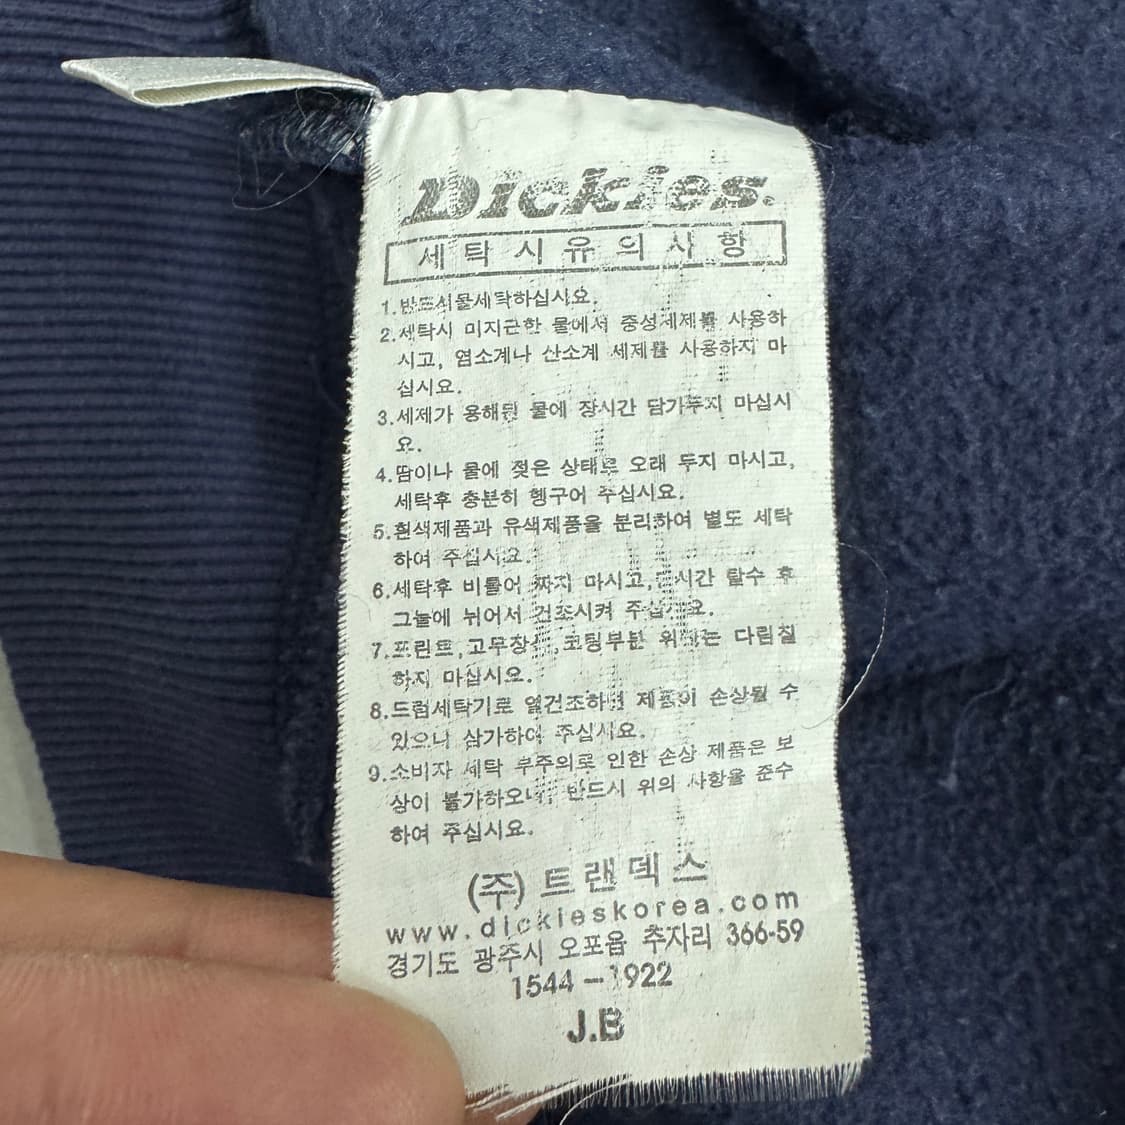 Dickies.
세탁시유의사항
1.반드시물세탁하십시요.
2.세탁시 미지근한 물에서 중성세제를 사용하
시고, 염소계나 산소계 세제를 사용하지 마
십시요.
3.세제가 용해된 물에 장시간 담가두지 마십시
요.
4.땀이나 물에 젖은 상태로 오래 두지 마시고,
세탁후 충분히 헹구어 주십시요.
5.흰색제품과 유색제품을 분리하여 별도 세탁
하여 주십시요.
6.세탁후 비틀어 짜지 마시고, 탈수 후
그늘에 뉘어서 건조시켜 주십시요.
7.프린트,고무장식,코팅부분 위에는 다림질
하지 마십시요.
8.드럼세탁기로 열건조하면 제품이 손상될 수
있으니 삼가하여 주십시요.
9.소비자 세탁 부주의로 인한 손상 제품은 보
상이 불가하오니, 반드시 위의 사항을 준수
하여 주십시요.
(주)트랜덱스
www.dickieskorea.com
경기도 광주시 오포읍 추자리 366-59
1544-1922
J.B